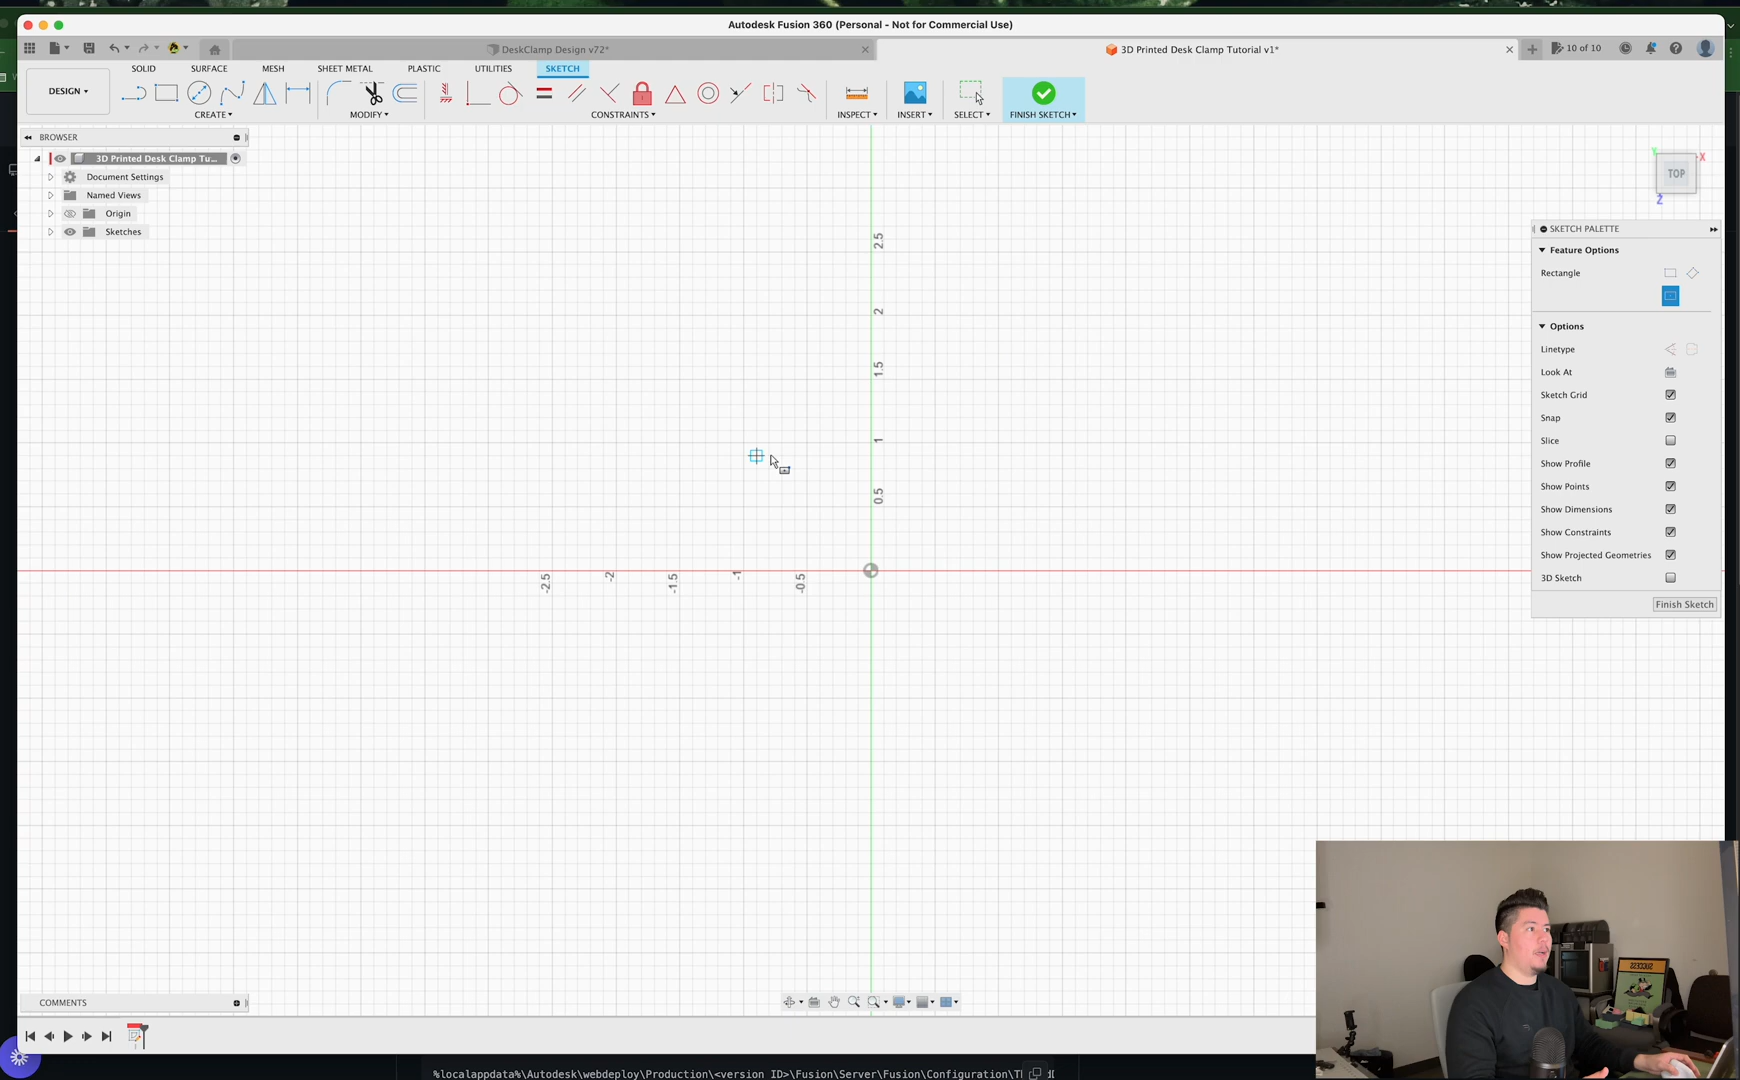 Autodesk Fusion 360 (Personal - Not for Commercial Use)
DeskClamp Design v72*
3D Printed Desk Clamp Tutorial v1*
10 of 10
SOLID
SURFACE
MESH
SHEET METAL
PLASTIC
UTILITIES
SKETCH
DESIGN
CREATE
MODIFY
CONSTRAINTS
INSPECT
INSERT
SELECT
FINISH SKETCH
BROWSER
3D Printed Desk Clamp Tu...
Document Settings
Named Views
Origin
Sketches
TOP
X
Y
Z
SKETCH PALETTE
Feature Options
Rectangle
Options
Linetype
Look At
Sketch Grid
Snap
Slice
Show Profile
Show Points
Show Dimensions
Show Constraints
Show Projected Geometries
3D Sketch
Finish Sketch
2.5
2
1.5
1
0.5
-2.5
-2
-1.5
-1
-0.5
COMMENTS
%localappdata%\Autodesk\webdeploy\Production\<version ID>\Fusion\Server\Fusion\Configuration\